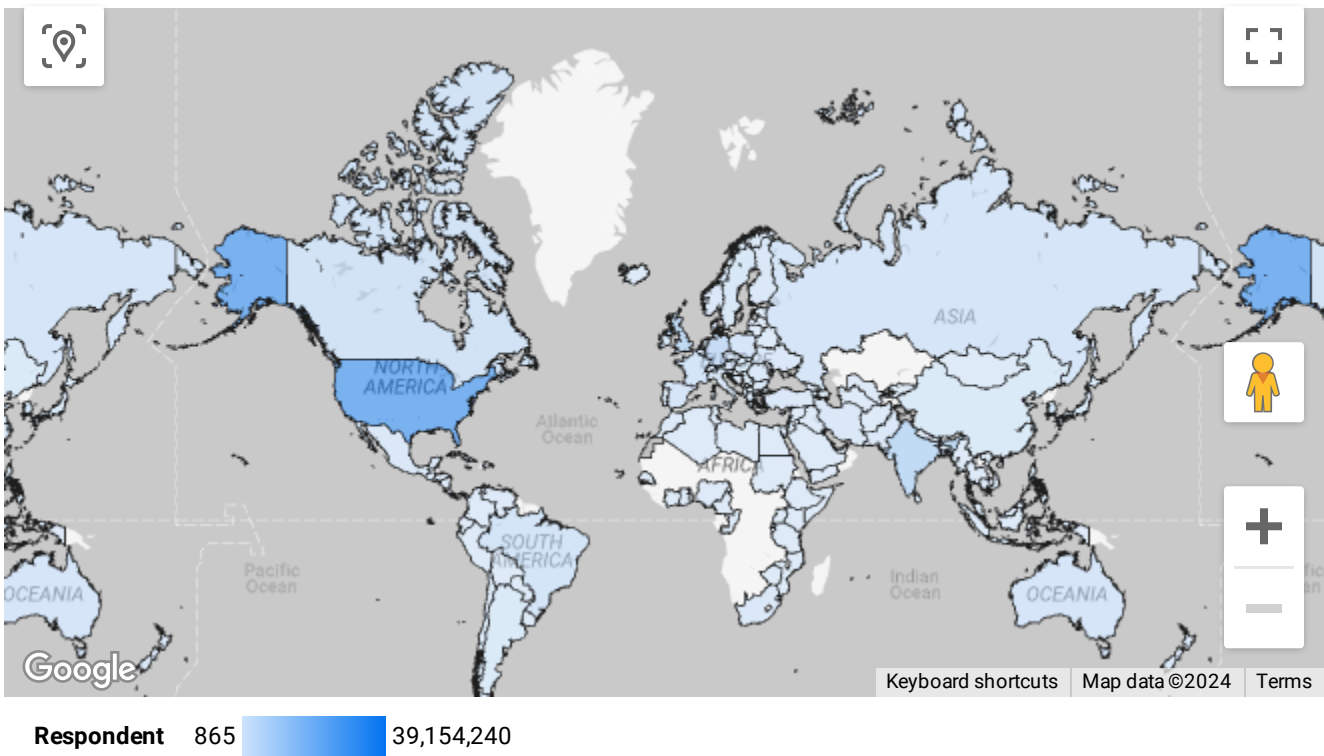 ASIA
NORTH
AMERICA
Atlantic
Ocean
AFRICA
SOUTH
AMERICA
Pacific
Ocean
Indian
Ocean
OCEANIA
OCEANIA
Google
Keyboard shortcuts
Map data ©2024
Terms
Respondent 865 39,154,240